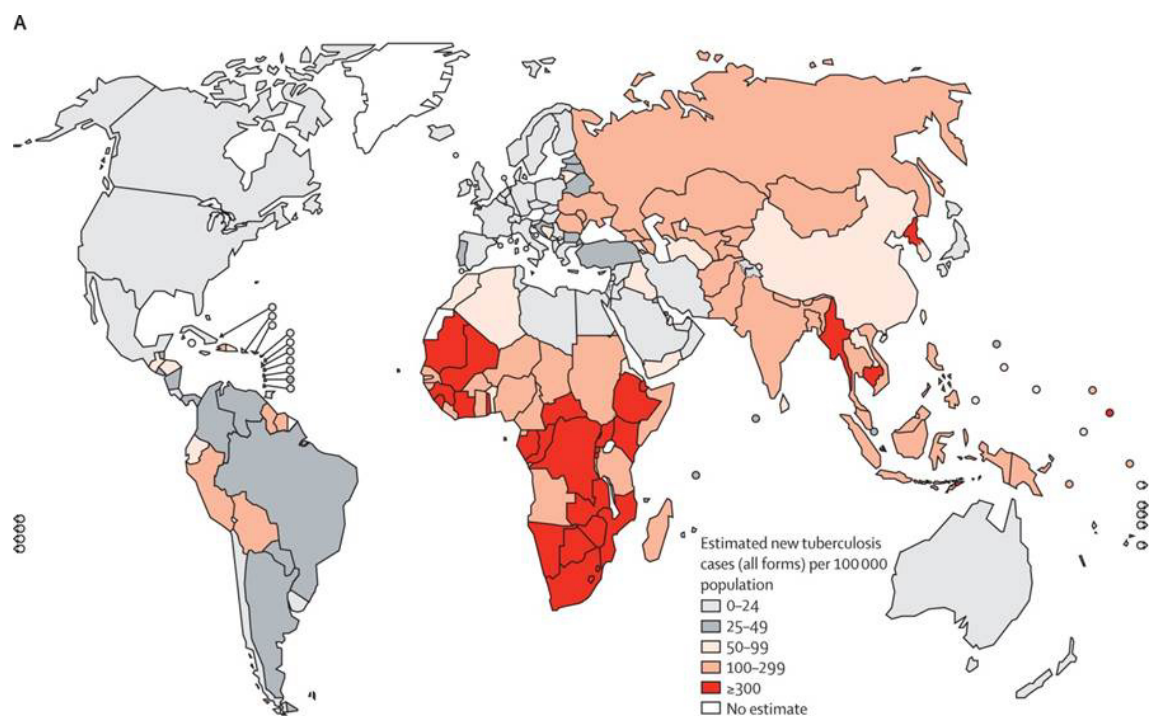 A
Estimated new tuberculosis
cases (all forms) per 100 000
population
0–24
25–49
50–99
100–299
≥300
No estimate